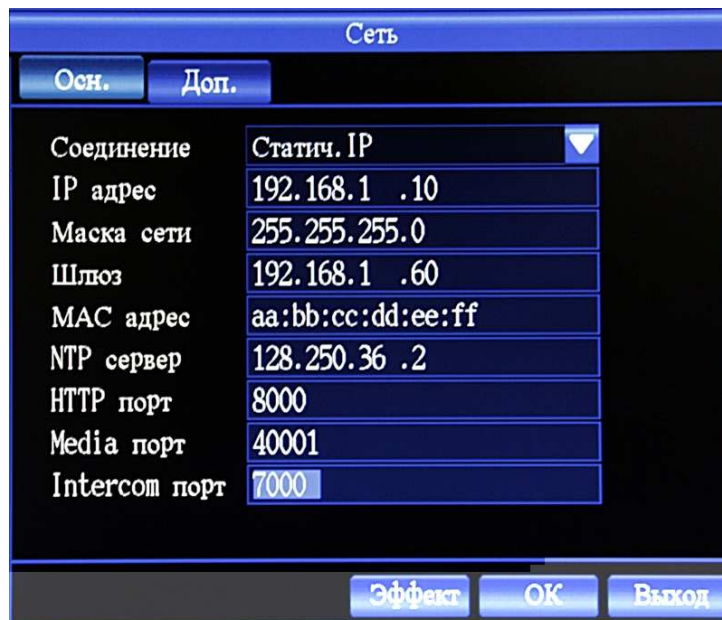 Сеть
Осн. Доп.
Соединение Статич.IP
IP адрес 192.168.1 .10
Маска сети 255.255.255.0
Шлюз 192.168.1 .60
MAC адрес aa:bb:cc:dd:ee:ff
NTP сервер 128.250.36 .2
HTTP порт 8000
Media порт 40001
Intercom порт 7000
Эффект OK Выход